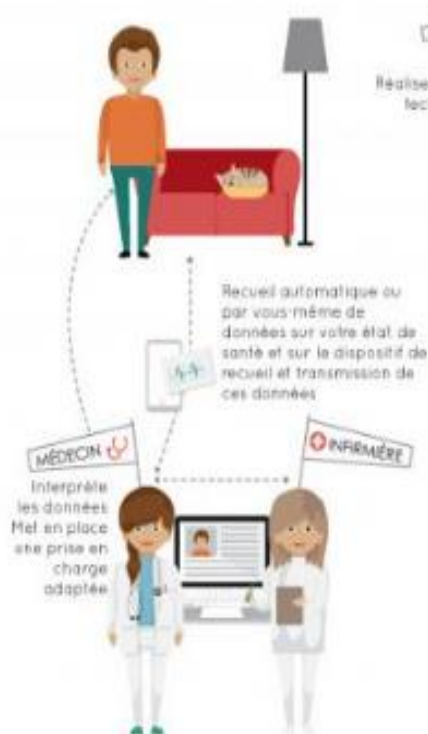 Réalise
Recueil automatique ou
par vous-même de
données sur votre état de
santé et sur le dispositif de
recueil et transmission de
ces données
MÉDECIN
INFIRMIÈRE
Interprète
les données
Met en place
une prise en
charge
adaptée